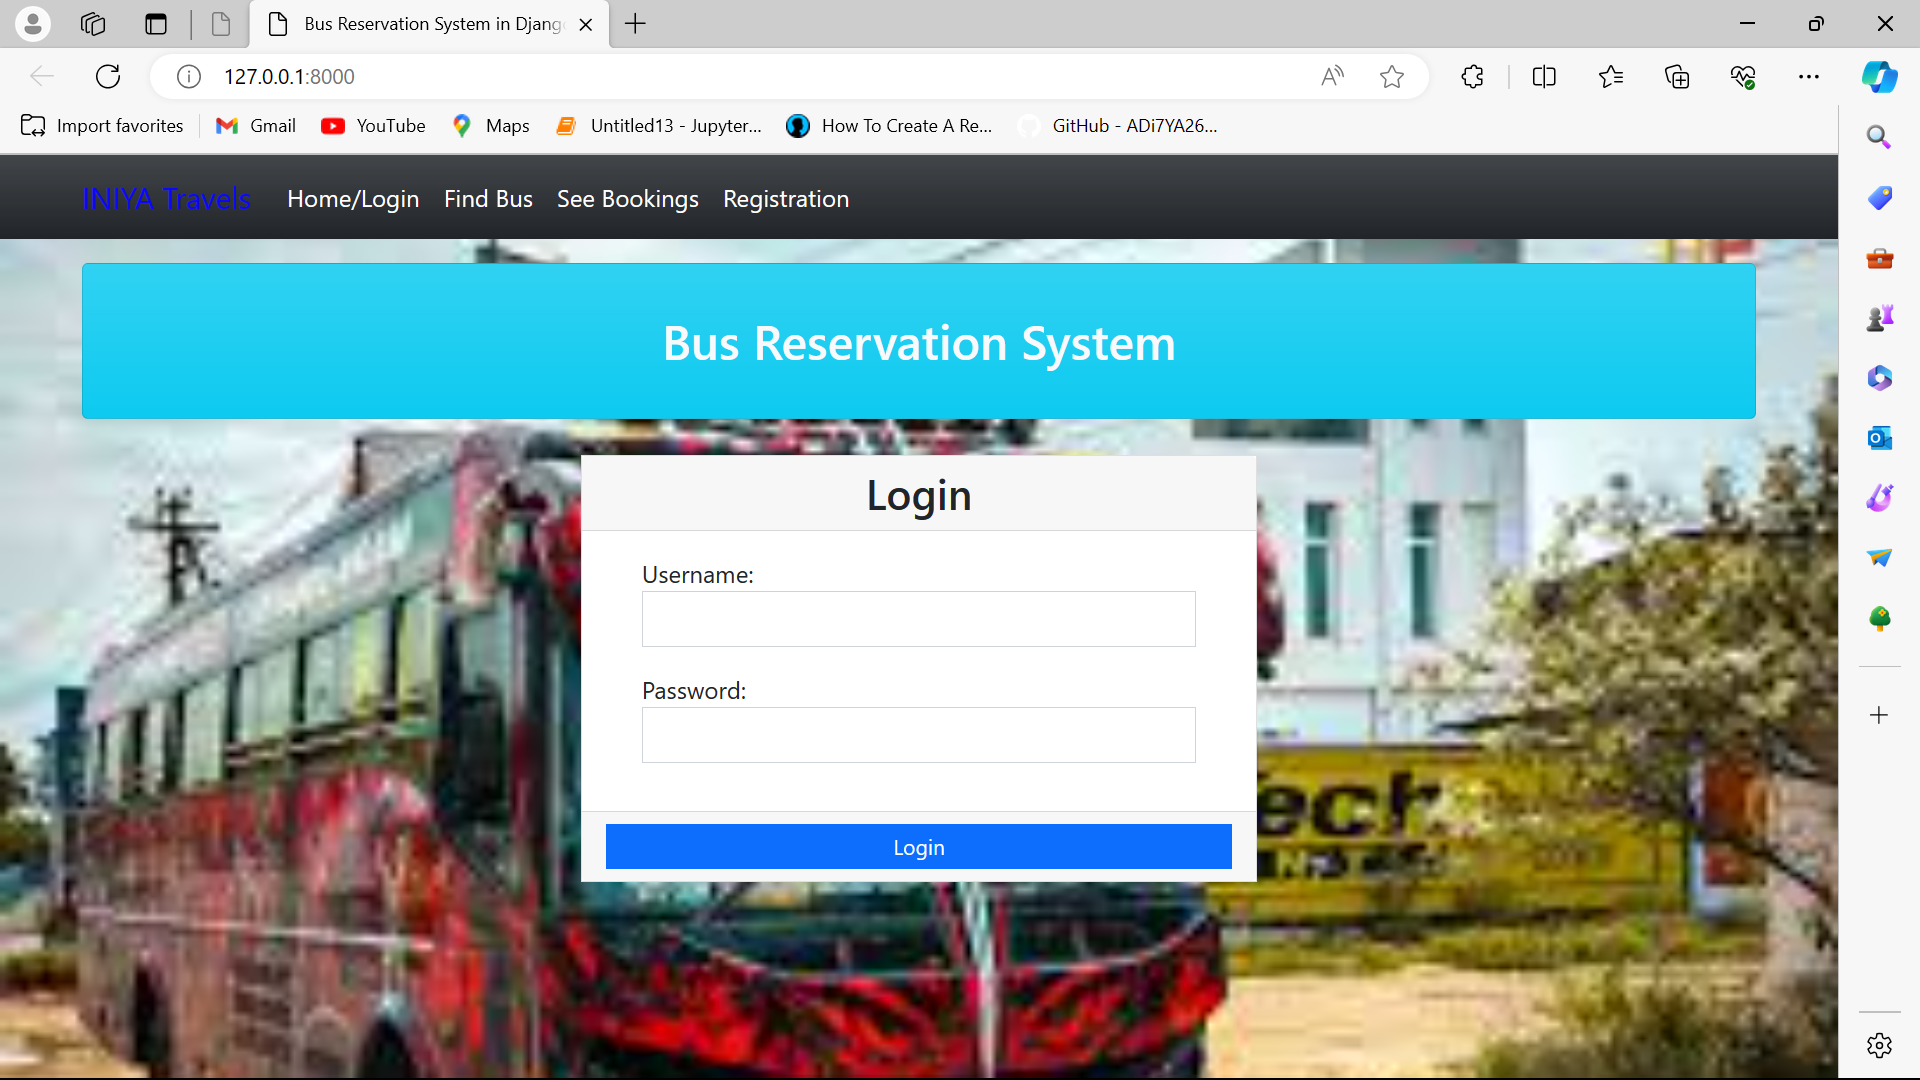 Bus Reservation System in Djang
127.0.0.1:8000
Import favorites
Gmail
YouTube
Maps
Untitled13 - Jupyter...
How To Create A Re...
GitHub - ADi7YA26...
INIYA Travels
Home/Login
Find Bus
See Bookings
Registration
Bus Reservation System
Login
Username:
Password:
Login